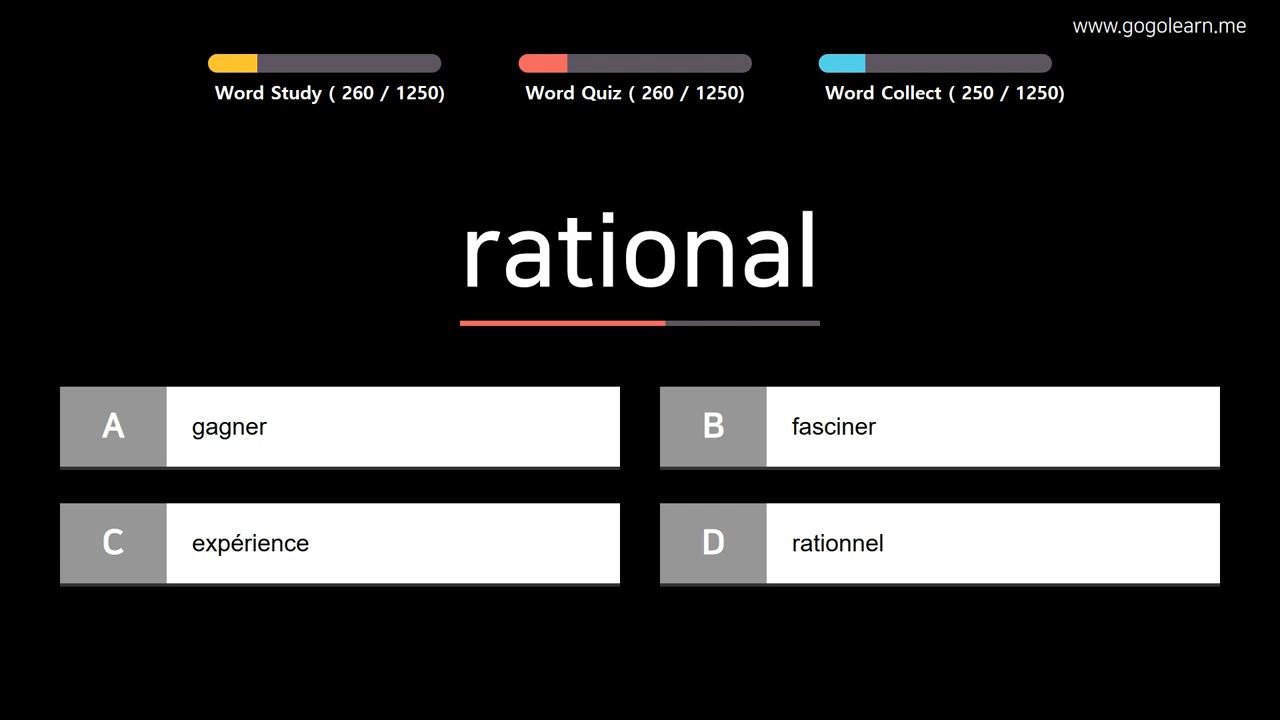 www.gogolearn.me
Word Study ( 260 / 1250)
Word Quiz ( 260 / 1250)
Word Collect ( 250 / 1250)
rational
A gagner
B fasciner
C expérience
D rationnel